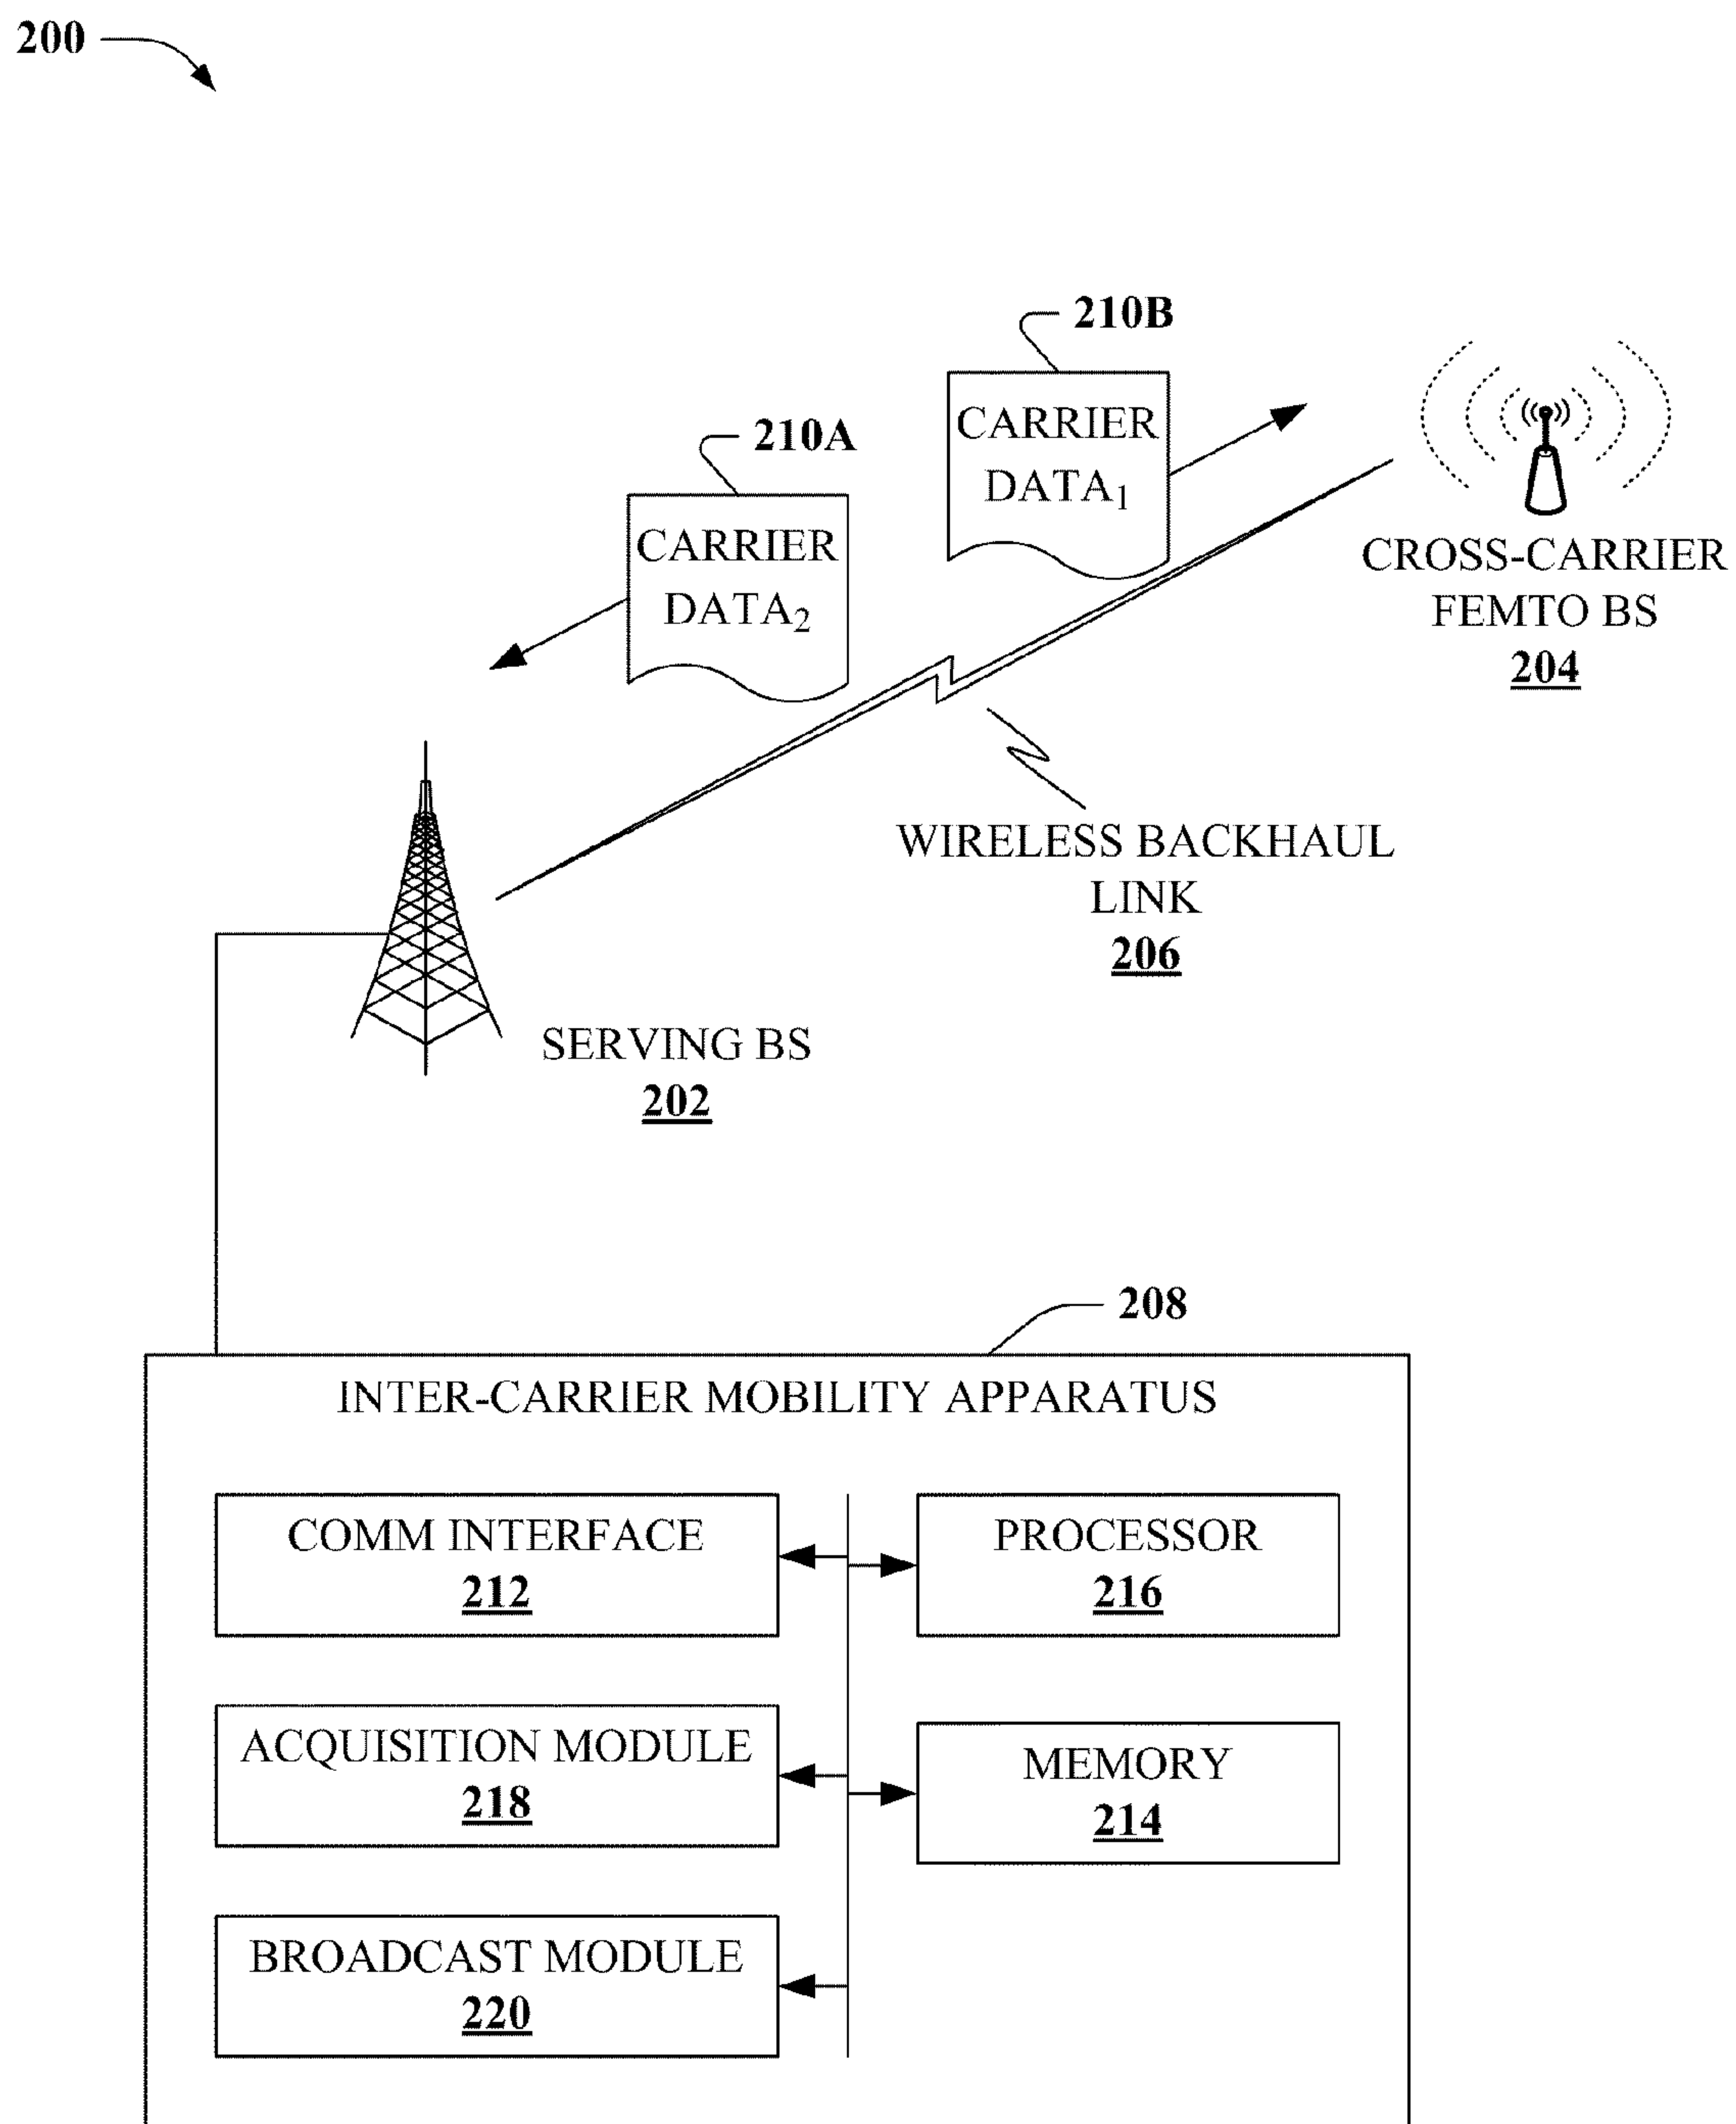 200
210B
CARRIER
DATA₁
210A
CARRIER
DATA₂
CROSS-CARRIER
FEMTO BS
204
WIRELESS BACKHAUL
LINK
206
SERVING BS
202
208
INTER-CARRIER MOBILITY APPARATUS
COMM INTERFACE
212
PROCESSOR
216
ACQUISITION MODULE
218
MEMORY
214
BROADCAST MODULE
220